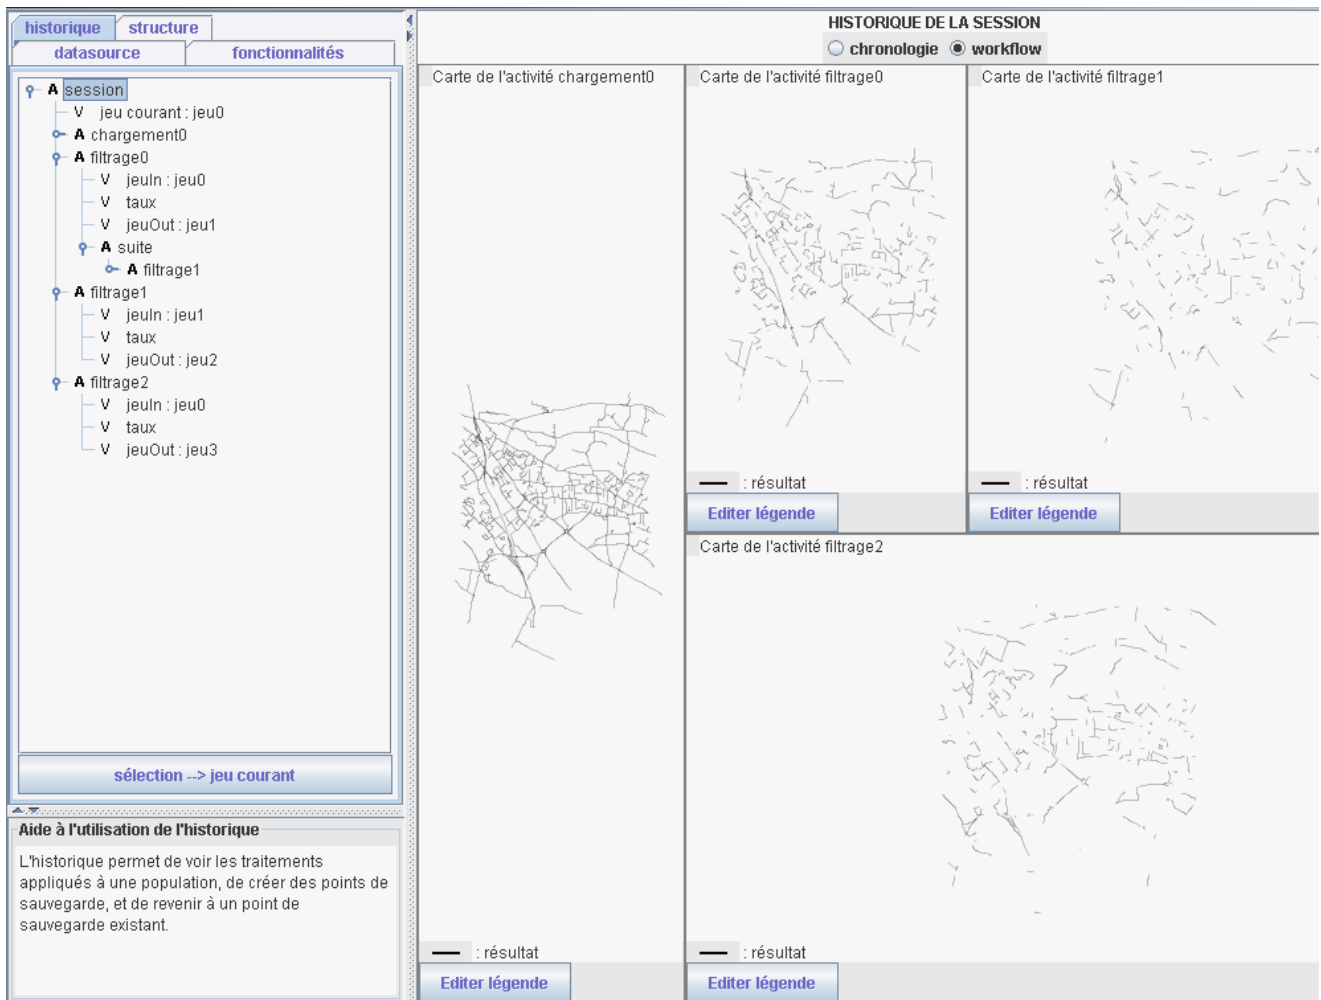 historique
structure
datasource
fonctionnalités
A session
V jeu courant : jeu0
A chargement0
A filtrage0
V jeuIn : jeu0
V taux
V jeuOut : jeu1
A suite
A filtrage1
A filtrage1
V jeuIn : jeu1
V taux
V jeuOut : jeu2
A filtrage2
V jeuIn : jeu0
V taux
V jeuOut : jeu3
sélection --> jeu courant
Aide à l'utilisation de l'historique
L'historique permet de voir les traitements
appliqués à une population, de créer des points de
sauvegarde, et de revenir à un point de
sauvegarde existant.
HISTORIQUE DE LA SESSION
chronologie workflow
Carte de l'activité chargement0
: résultat
Editer légende
Carte de l'activité filtrage0
: résultat
Editer légende
Carte de l'activité filtrage1
: résultat
Editer légende
Carte de l'activité filtrage2
: résultat
Editer légende